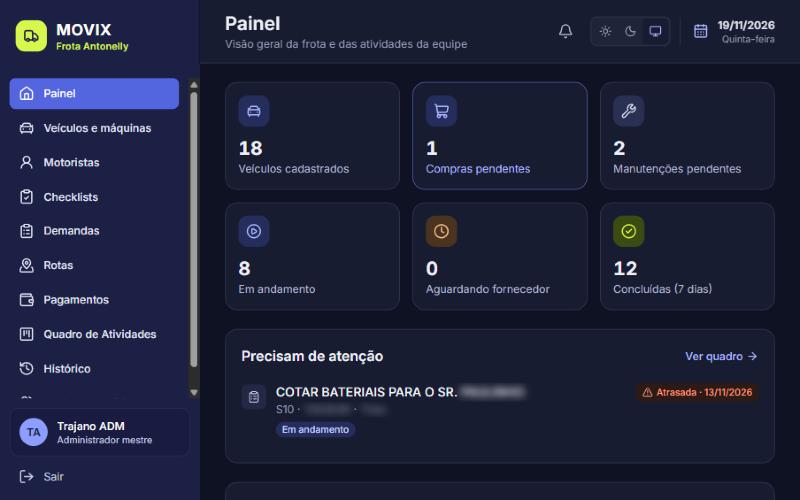 MOVIX
Frota Antonelly
Painel
Veículos e máquinas
Motoristas
Checklists
Demandas
Rotas
Pagamentos
Quadro de Atividades
Histórico
TA
Trajano ADM
Administrador mestre
Sair
Painel
Visão geral da frota e das atividades da equipe
19/11/2026
Quinta-feira
18
Veículos cadastrados
1
Compras pendentes
2
Manutenções pendentes
8
Em andamento
0
Aguardando fornecedor
12
Concluídas (7 dias)
Precisam de atenção
Ver quadro
COTAR BATERIAIS PARA O SR.
Atrasada · 13/11/2026
S10 ·
Em andamento